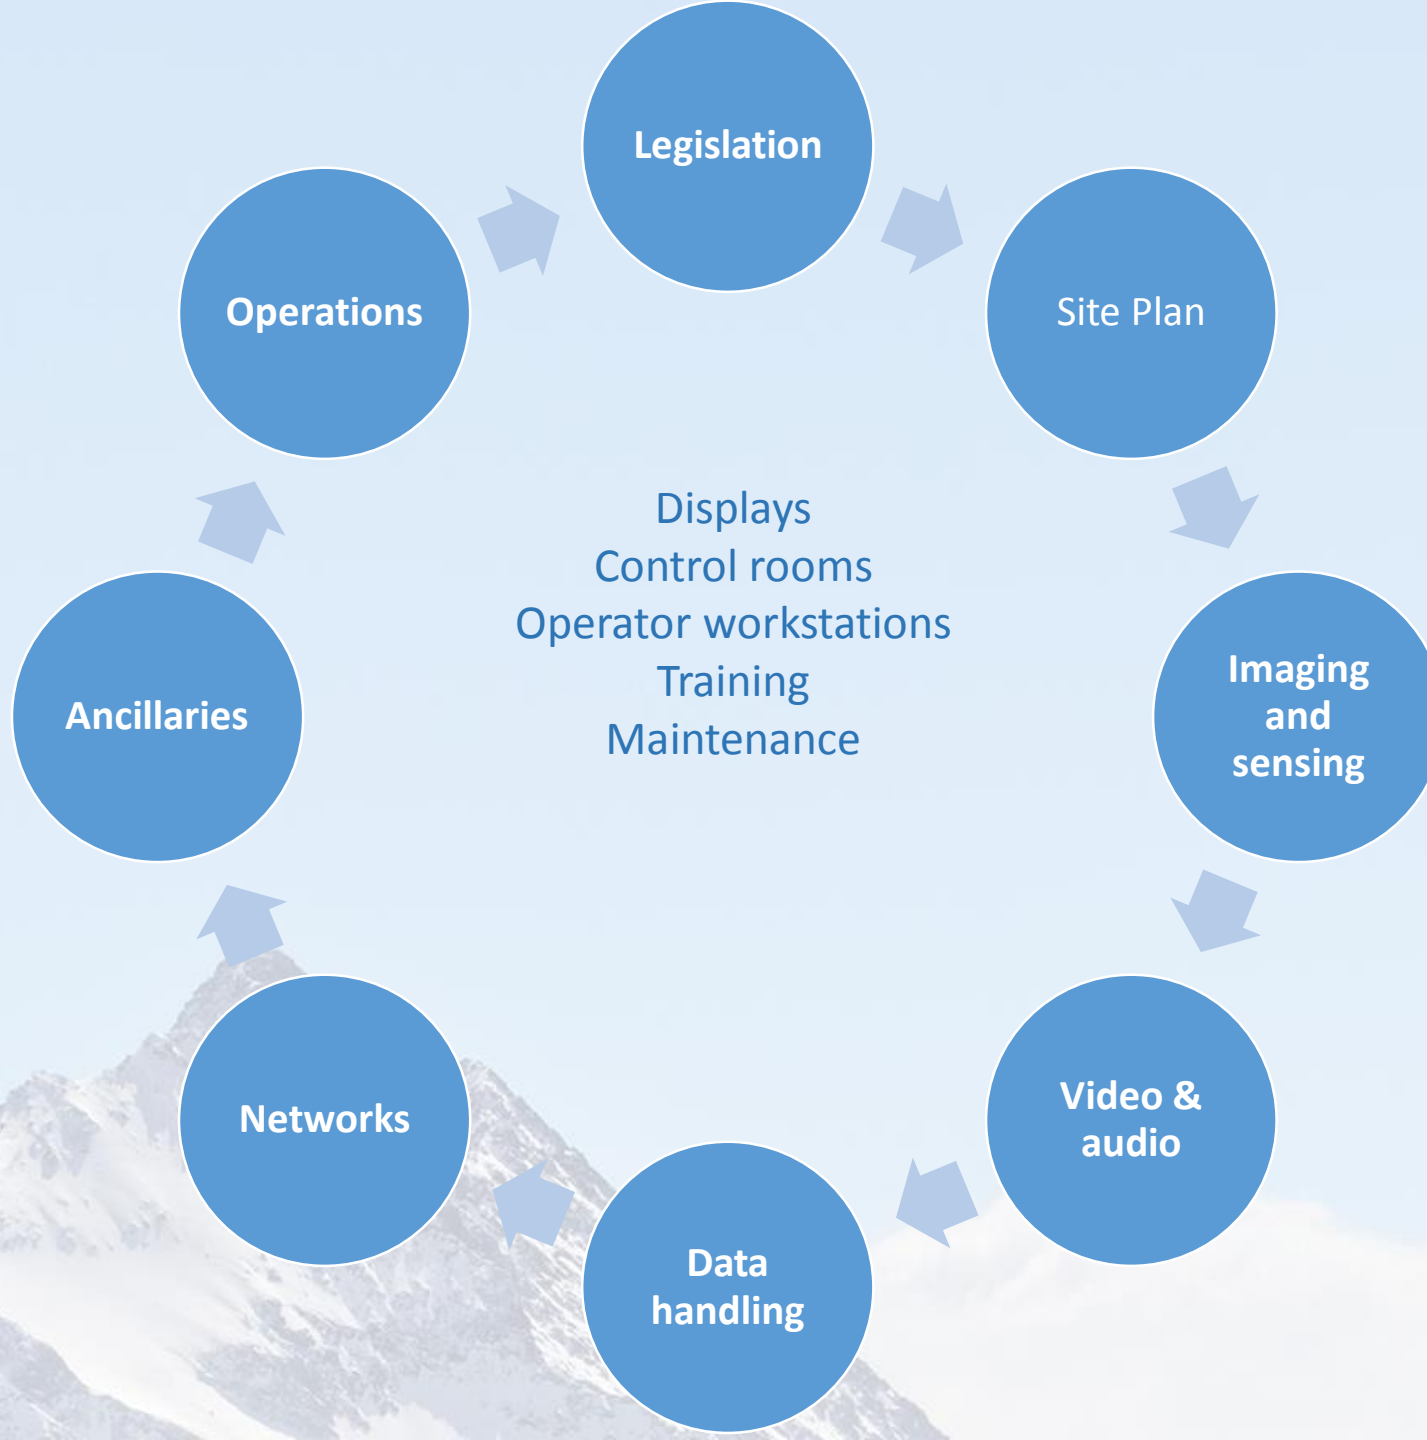 Legislation
Site Plan
Imaging
and
sensing
Video &
audio
Data
handling
Networks
Ancillaries
Operations
Displays
Control rooms
Operator workstations
Training
Maintenance